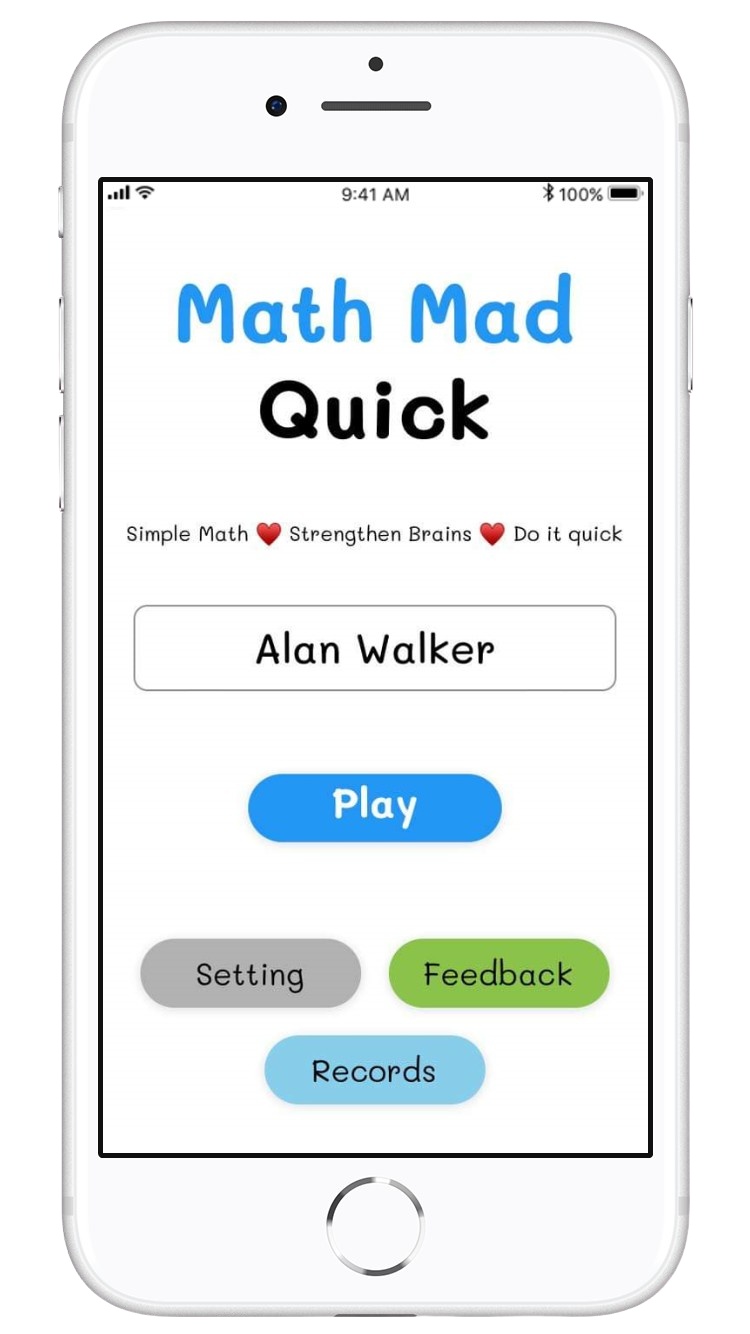 9:41 AM 100%
Math Mad
Quick
Simple Math ♥️ Strengthen Brains ♥️ Do it quick
Alan Walker
Play
Setting Feedback
Records